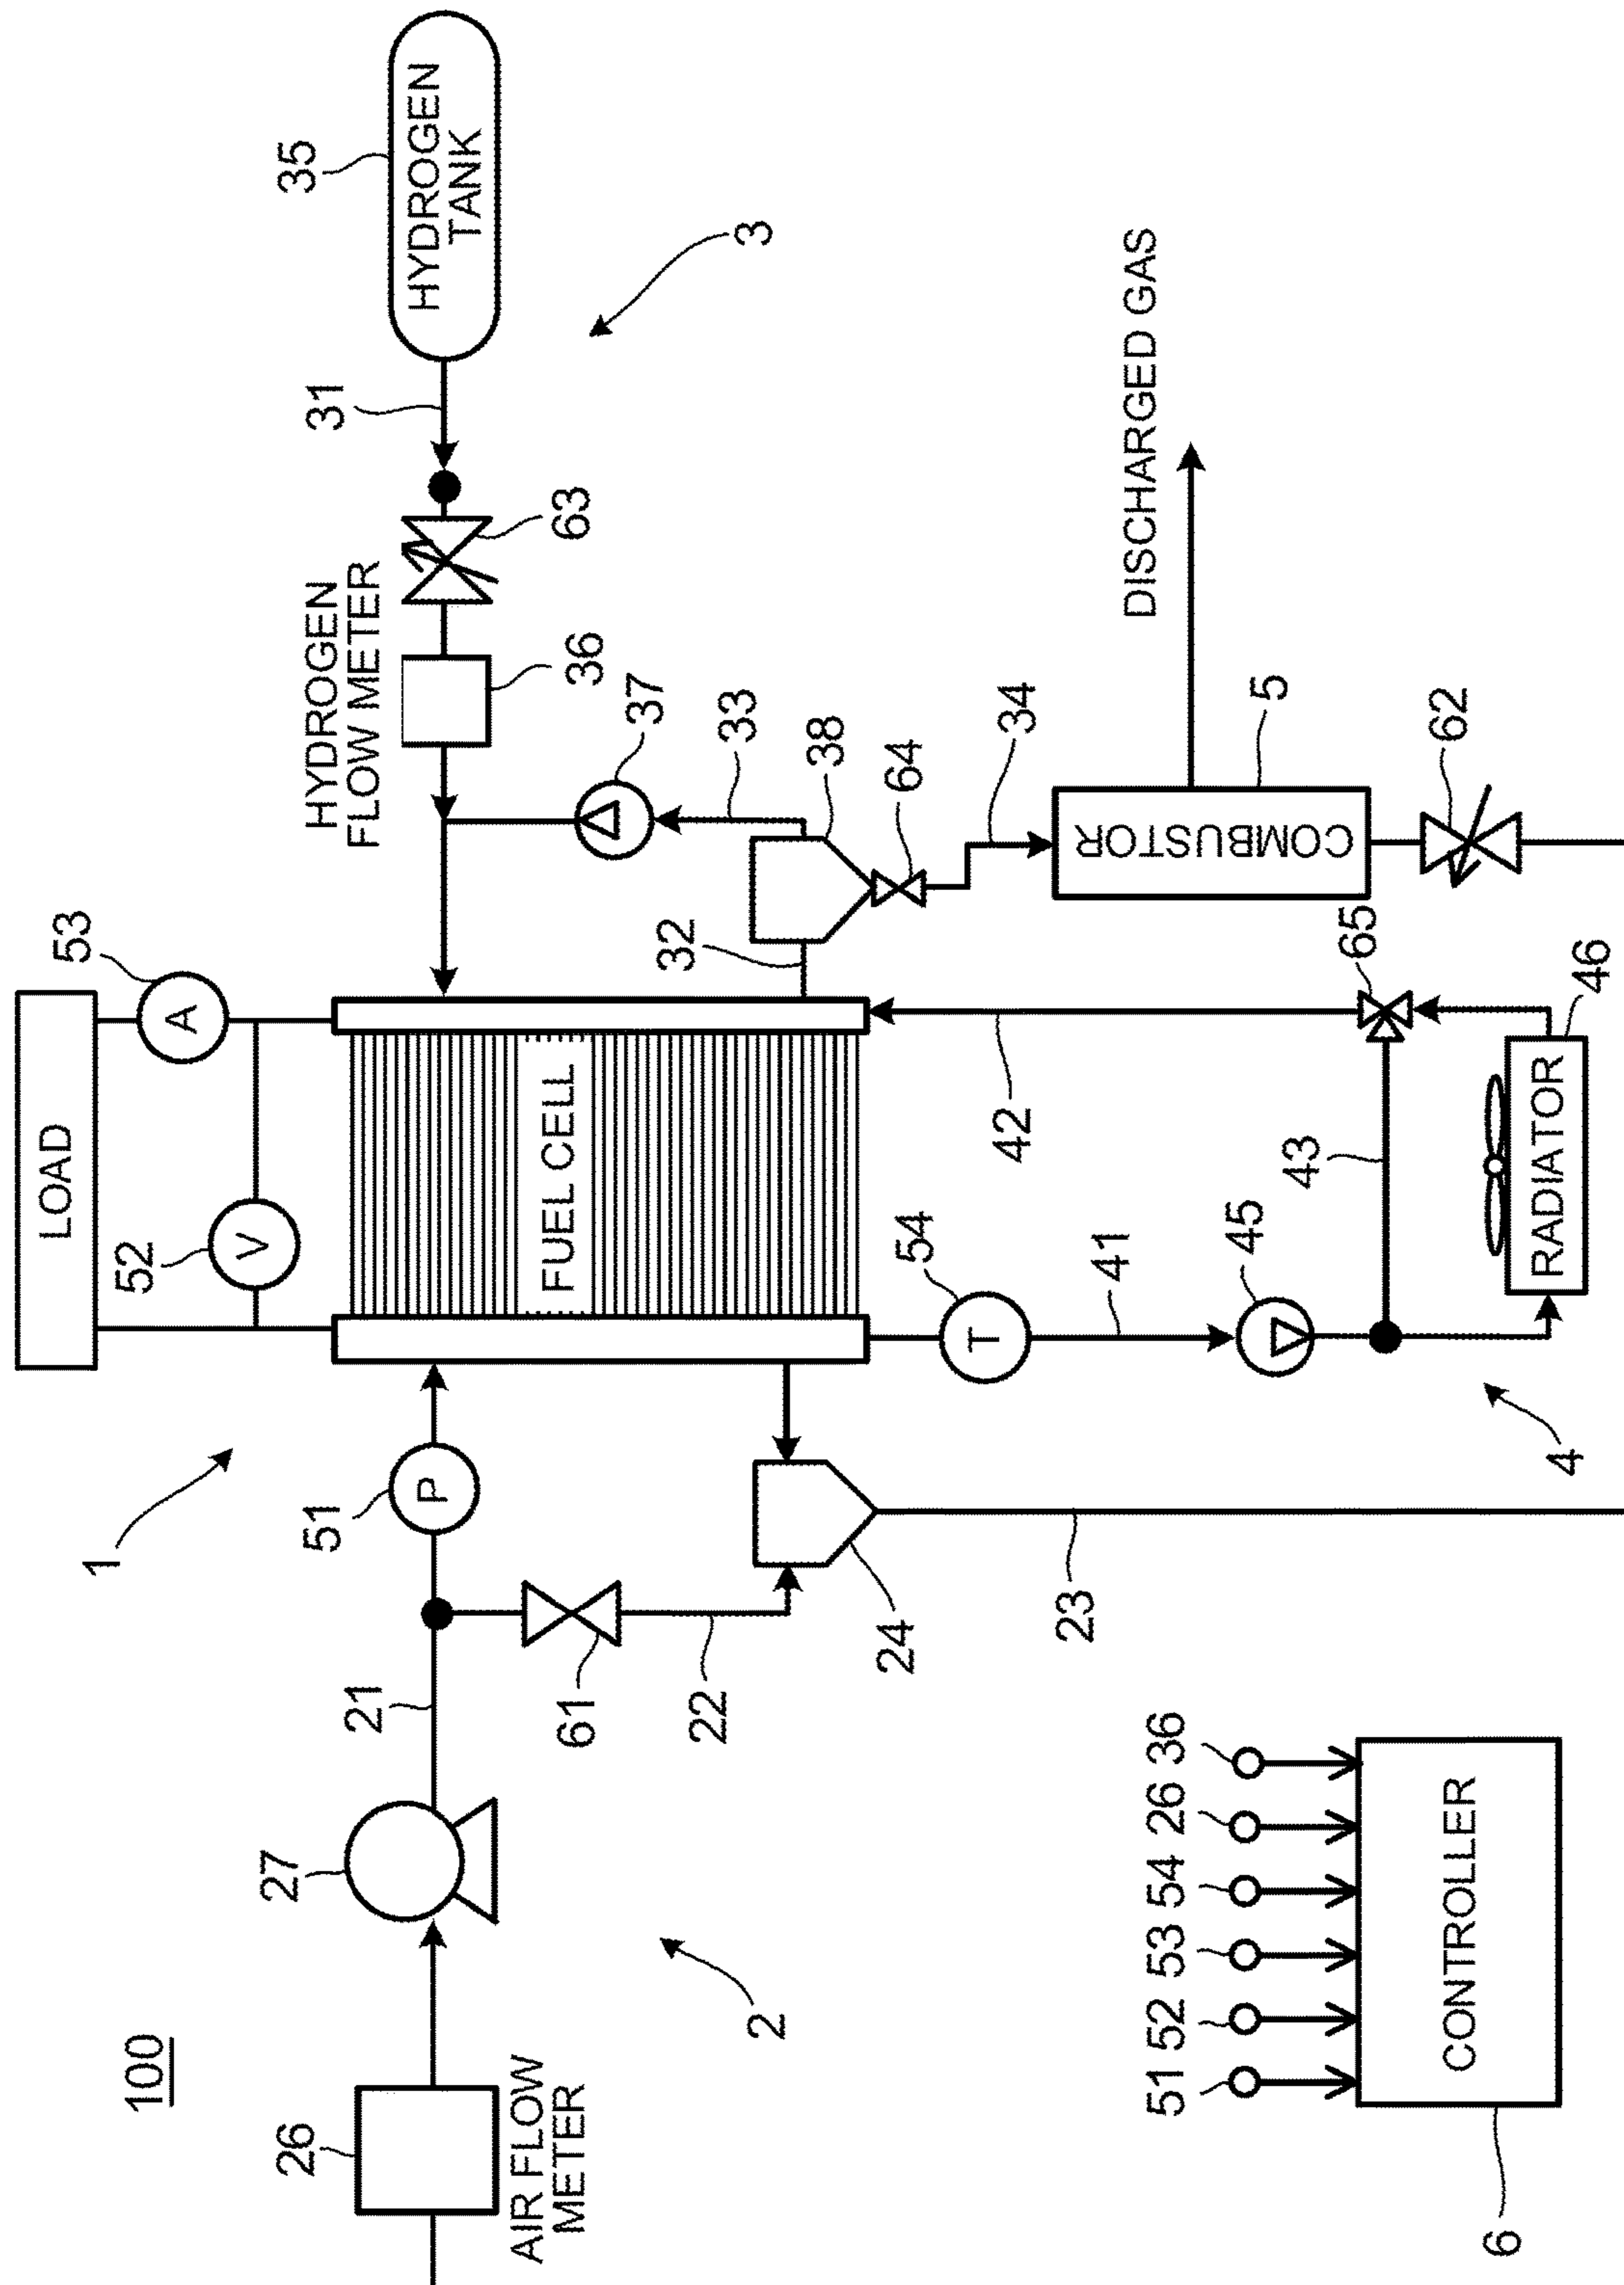 100
LOAD
1
52
V
53
A
26
AIR FLOW
METER
27
21
51
P
FUEL CELL
HYDROGEN
FLOW METER
36
31
63
35
HYDROGEN
TANK
3
61
22
24
2
23
32
37
33
38
64
34
54
T
41
42
45
43
65
46
RADIATOR
4
COMBUSTOR
5
62
DISCHARGED GAS
51
52
53
54
26
36
CONTROLLER
6